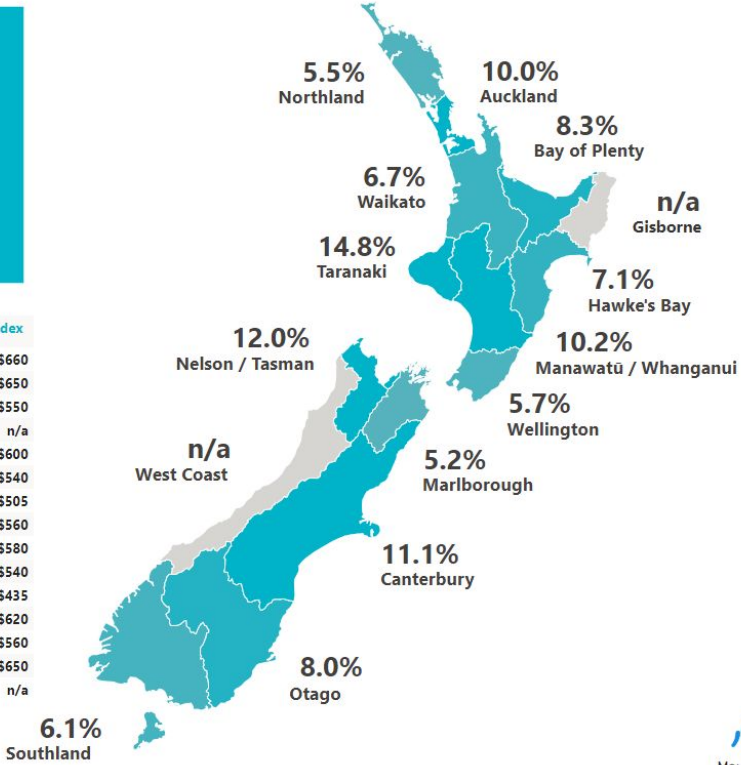 5.5%
Northland
10.0%
Auckland
8.3%
Bay of Plenty
6.7%
Waikato
n/a
Gisborne
14.8%
Taranaki
7.1%
Hawke's Bay
12.0%
Nelson / Tasman
10.2%
Manawatū / Whanganui
5.7%
Wellington
n/a
West Coast
5.2%
Marlborough
11.1%
Canterbury
8.0%
Otago
6.1%
Southland
dex
$660
$650
$550
n/a
$600
$540
$505
$560
$580
$540
$435
$620
$560
$650
n/a